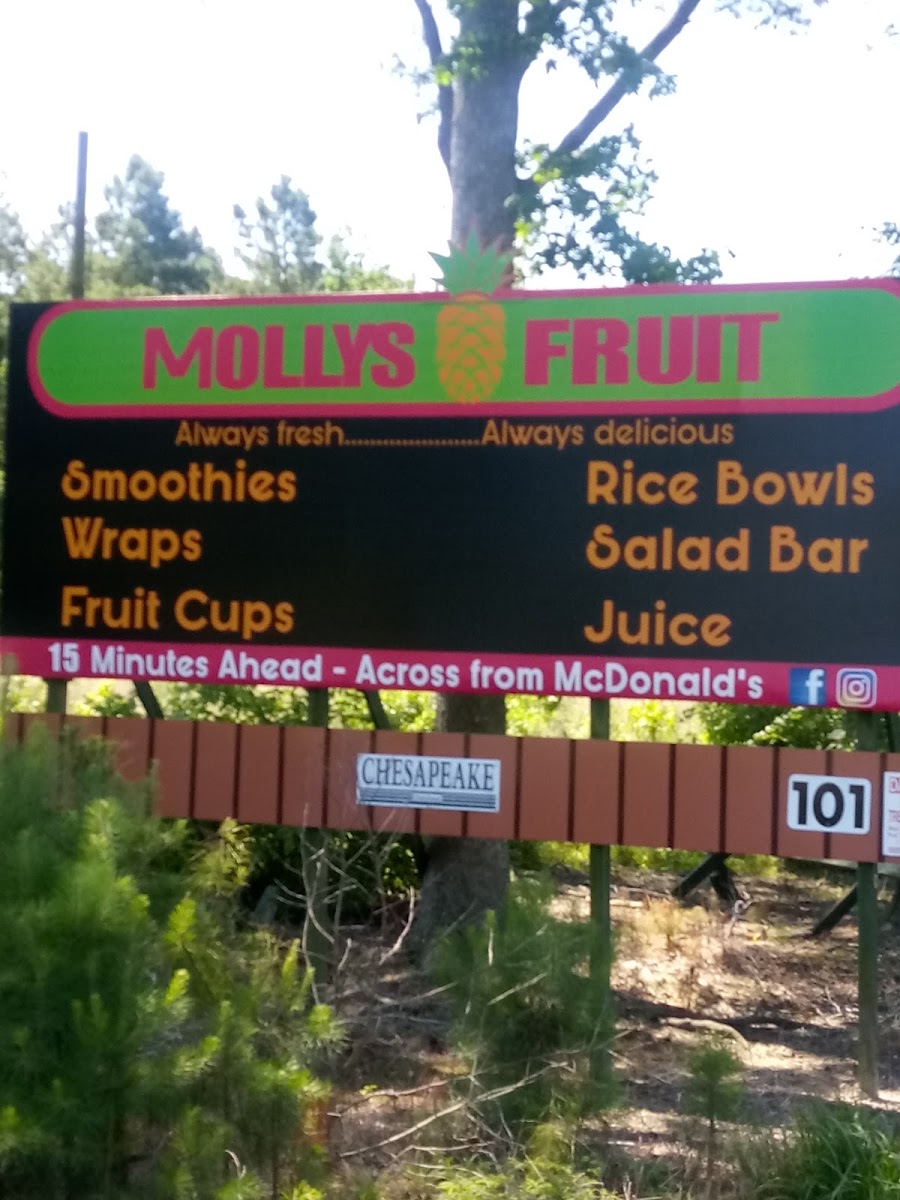 MOLLYS FRUIT
Always fresh.....................Always delicious
Smoothies
Wraps
Fruit Cups
Rice Bowls
Salad Bar
Juice
15 Minutes Ahead - Across from McDonald's f
CHESAPEAKE
101